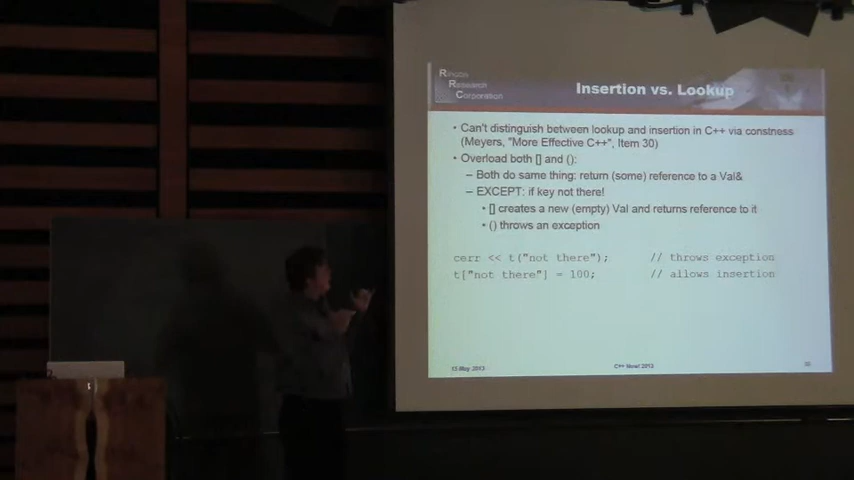 Rincon
Research
Corporation
Insertion vs. Lookup
• Can't distinguish between lookup and insertion in C++ via constness
(Meyers, "More Effective C++", Item 30)
• Overload both [] and ():
– Both do same thing: return (some) reference to a Val&
– EXCEPT: if key not there!
• [] creates a new (empty) Val and returns reference to it
• () throws an exception
cerr << t("not there"); // throws exception
t["not there"] = 100; // allows insertion
15 May 2013
C++ Now! 2013